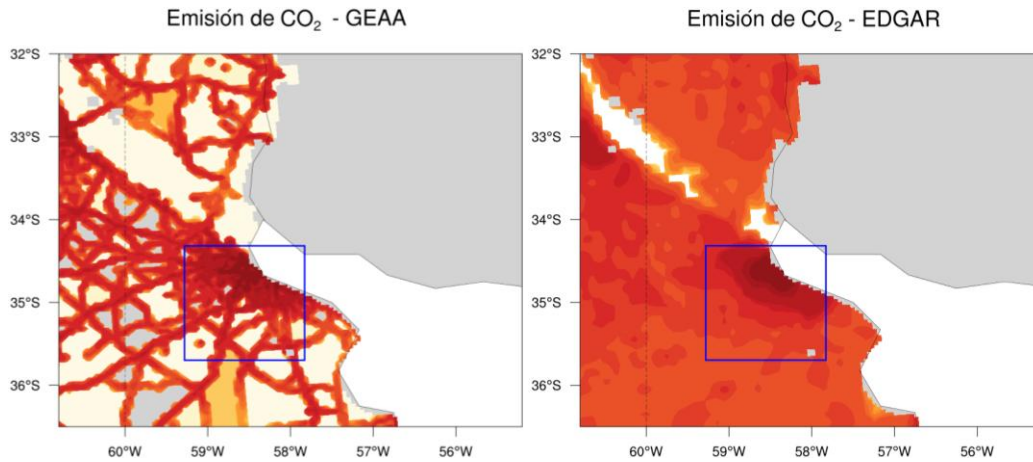 Emisión de CO₂ - GEAA
Emisión de CO₂ - EDGAR
32°S
33°S
34°S
35°S
36°S
60°W
59°W
58°W
57°W
56°W
32°S
33°S
34°S
35°S
36°S
60°W
59°W
58°W
57°W
56°W